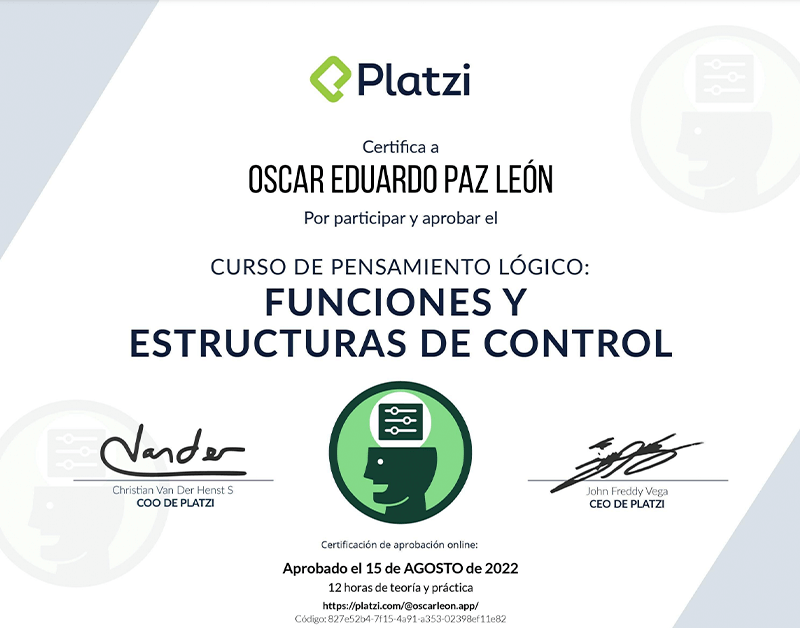 Platzi
Certifica a
OSCAR EDUARDO PAZ LEÓN
Por participar y aprobar el
CURSO DE PENSAMIENTO LÓGICO:
FUNCIONES Y
ESTRUCTURAS DE CONTROL
Vander
Christian Van Der Henst S
COO DE PLATZI
John Freddy Vega
CEO DE PLATZI
Certificación de aprobación online:
Aprobado el 15 de AGOSTO de 2022
12 horas de teoría y práctica
https://platzi.com/@oscarleon.app/
Código: 827e52b4-7f15-4a91-a353-02398ef11e82